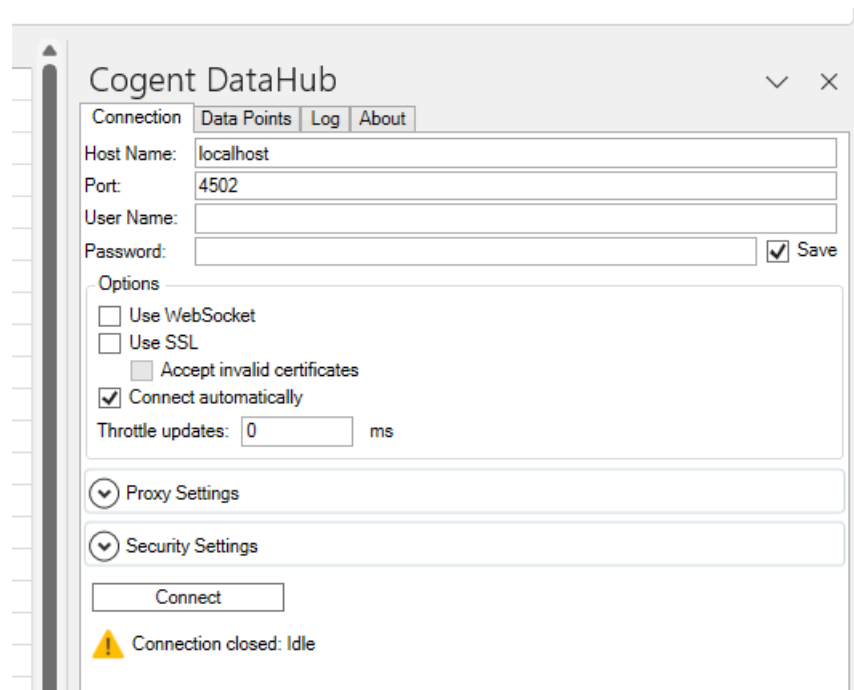 Cogent DataHub
Connection Data Points Log About
Host Name: localhost
Port: 4502
User Name:
Password: Save
Options
Use WebSocket
Use SSL
Accept invalid certificates
Connect automatically
Throttle updates: 0 ms
Proxy Settings
Security Settings
Connect
Connection closed: Idle